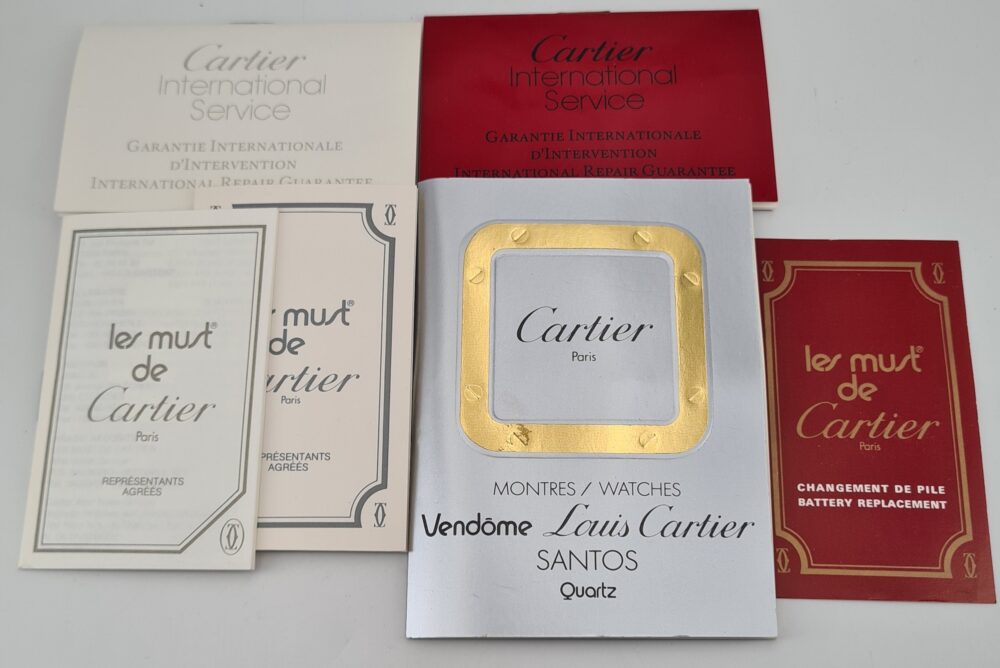 Cartier
International
Service
GARANTIE INTERNATIONALE
D'INTERVENTION
INTERNATIONAL REPAIR GUARANTEE
Cartier
International
Service
GARANTIE INTERNATIONALE
D'INTERVENTION
INTERNATIONAL REPAIR GUARANTEE
les must®
de
Cartier
Paris
REPRÉSENTANTS
AGRÉÉS
must®
de
Cartier
Paris
REPRÉSENTANTS
AGRÉÉS
Cartier
Paris
MONTRES / WATCHES
Vendôme Louis Cartier
SANTOS
Quartz
les must®
de
Cartier
Paris
CHANGEMENT DE PILE
BATTERY REPLACEMENT